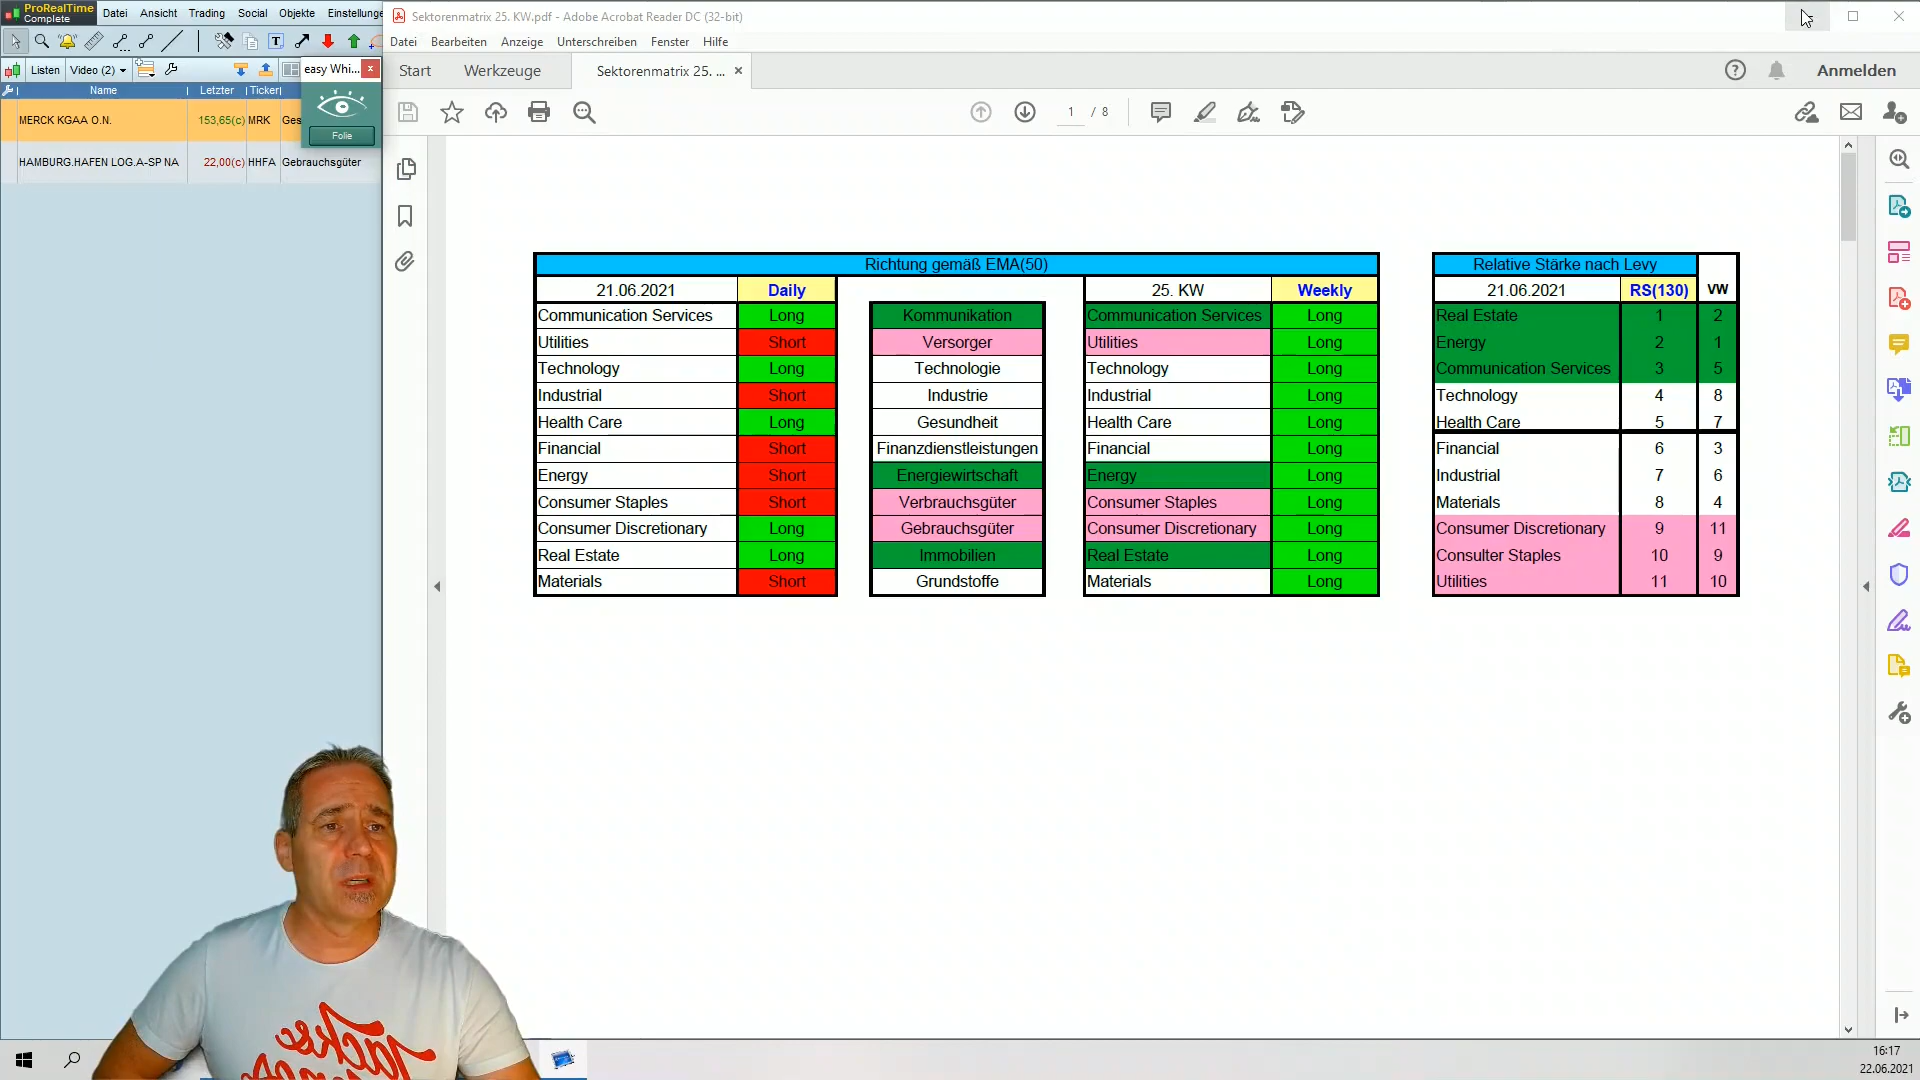 ProRealTime
Complete
Datei Ansicht Trading Social Objekte Einstellunge
Sektorenmatrix 25. KW.pdf - Adobe Acrobat Reader DC (32-bit)
Datei Bearbeiten Anzeige Unterschreiben Fenster Hilfe
Listen Video (2)
easy Whi... x
Folie
Start Werkzeuge Sektorenmatrix 25. ... ×
Anmelden
Name Letzter Ticker
MERCK KGAA O.N. 153,65(c) MRK Ges
HAMBURG.HAFEN LOG.A-SP NA 22,00(c) HHFA Gebrauchsgüter
1 / 8
Richtung gemäß EMA(50)
21.06.2021 Daily 25. KW Weekly
Communication Services Long Kommunikation Communication Services Long
Utilities Short Versorger Utilities Long
Technology Long Technologie Technology Long
Industrial Short Industrie Industrial Long
Health Care Long Gesundheit Health Care Long
Financial Short Finanzdienstleistungen Financial Long
Energy Short Energiewirtschaft Energy Long
Consumer Staples Short Verbrauchsgüter Consumer Staples Long
Consumer Discretionary Long Gebrauchsgüter Consumer Discretionary Long
Real Estate Long Immobilien Real Estate Long
Materials Short Grundstoffe Materials Long
Relative Stärke nach Levy
21.06.2021 RS(130) VW
Real Estate 1 2
Energy 2 1
Communication Services 3 5
Technology 4 8
Health Care 5 7
Financial 6 3
Industrial 7 6
Materials 8 4
Consumer Discretionary 9 11
Consulter Staples 10 9
Utilities 11 10
16:17
22.06.2021